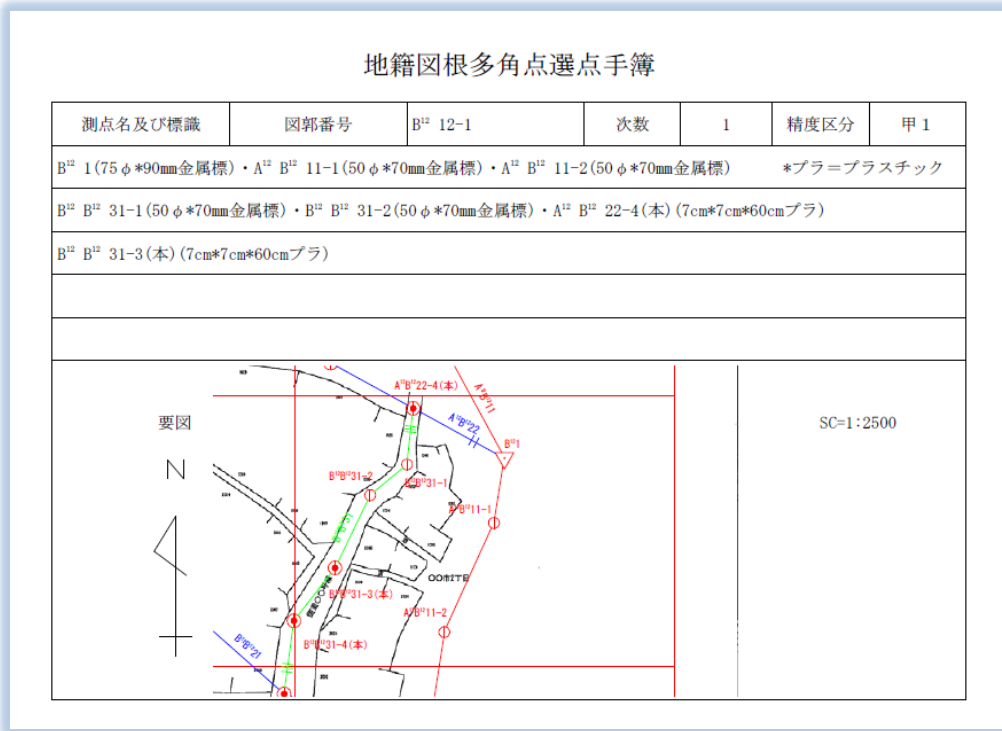 地籍図根多角点選点手簿
測点名及び標識 図郭番号 B¹² 12-1 次数 1 精度区分 甲1
B¹² 1(75φ*90mm金属標)・A¹² B¹² 11-1(50φ*70mm金属標)・A¹² B¹² 11-2(50φ*70mm金属標) *プラ=プラスチック
B¹² B¹² 31-1(50φ*70mm金属標)・B¹² B¹² 31-2(50φ*70mm金属標)・A¹² B¹² 22-4(本)(7cm*7cm*60cmプラ)
B¹² B¹² 31-3(本)(7cm*7cm*60cmプラ)
要図
SC=1:2500
N
A¹²B¹²22-4(本)
A¹²B¹²22
B¹²1
B¹²B¹²31-2
B¹²B¹²31-1
A¹²B¹²11-1
B¹²B¹²31-3(本)
〇〇市1丁目
A¹²B¹²11-2
B¹²B¹²31-4(本)
B¹²B¹²21